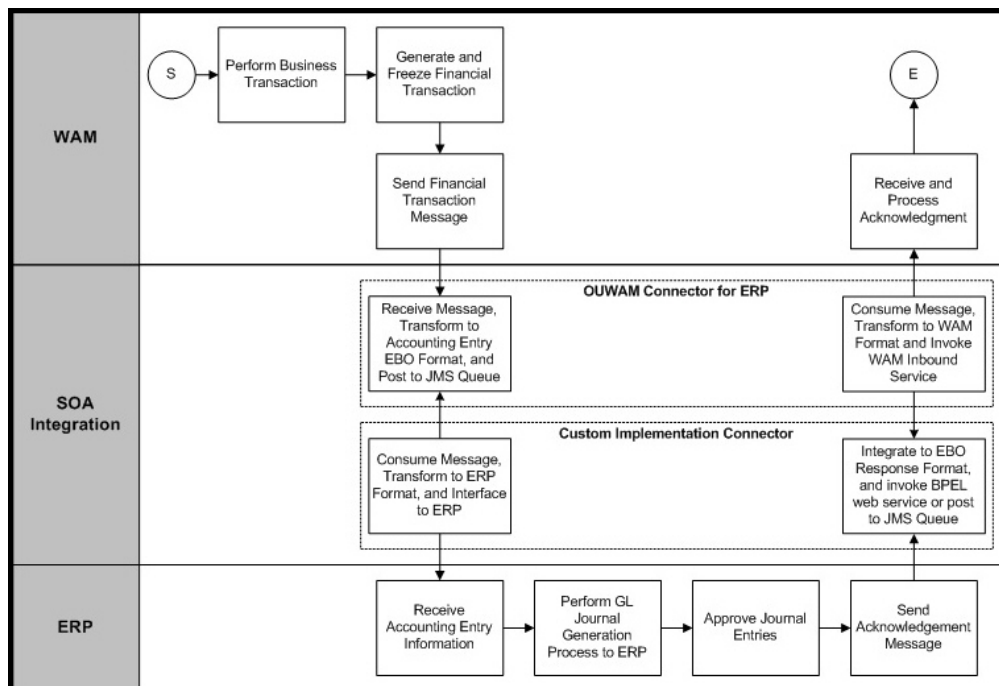 WAM
S
Perform Business
Transaction
Generate and
Freeze Financial
Transaction
E
Send Financial
Transaction
Message
Receive and
Process
Acknowledgment
SOA
Integration
OUWAM Connector for ERP
Receive Message,
Transform to
Accounting Entry
EBO Format, and
Post to JMS Queue
Consume Message,
Transform to WAM
Format and Invoke
WAM Inbound
Service
Custom Implementation Connector
Consume Message,
Transform to ERP
Format, and Interface
to ERP
Integrate to EBO
Response Format,
and invoke BPEL
web service or post
to JMS Queue
ERP
Receive
Accounting Entry
Information
Perform GL
Journal
Generation
Process to ERP
Approve Journal
Entries
Send
Acknowledgement
Message